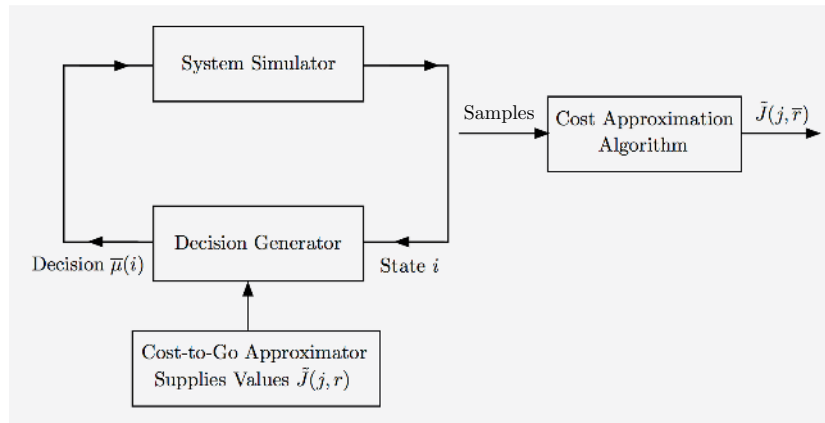 System Simulator
Samples
Cost Approximation
Algorithm
J̃(j, r̅)
Decision Generator
Decision μ̅(i)
State i
Cost-to-Go Approximator
Supplies Values J̃(j, r)